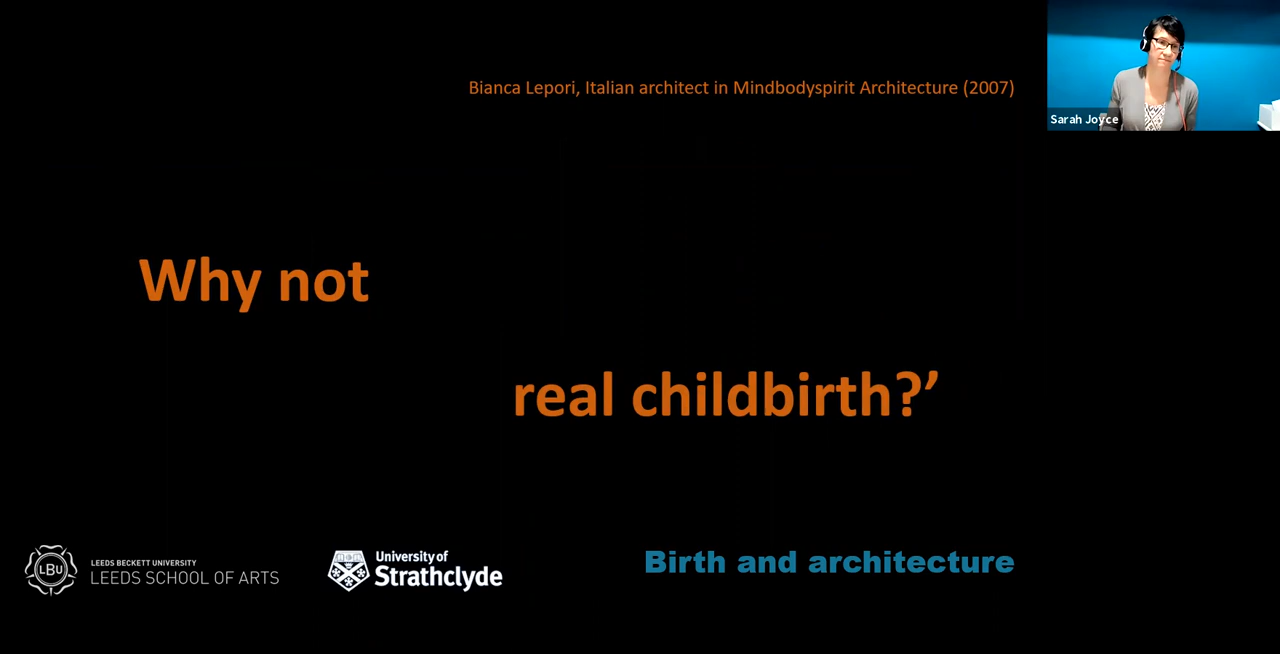 Bianca Lepori, Italian architect in Mindbodyspirit Architecture (2007)
Sarah Joyce
Why not
real childbirth?’
LBU
LEEDS BECKETT UNIVERSITY
LEEDS SCHOOL OF ARTS
University of
Strathclyde
Birth and architecture